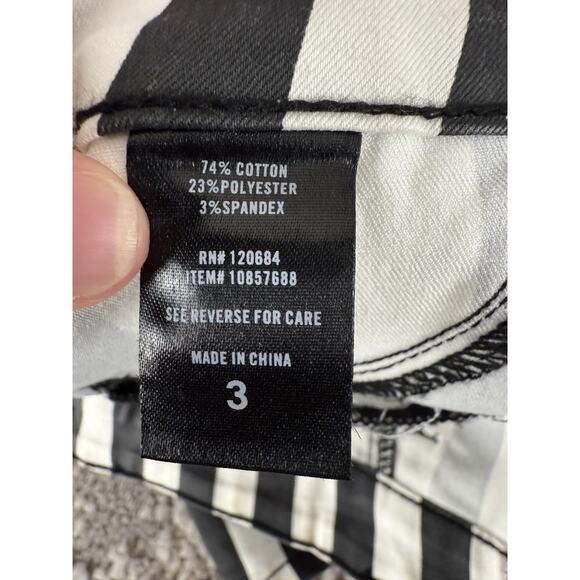 74% COTTON
23%POLYESTER
3%SPANDEX
RN# 120684
ITEM# 10857688
SEE REVERSE FOR CARE
MADE IN CHINA
3